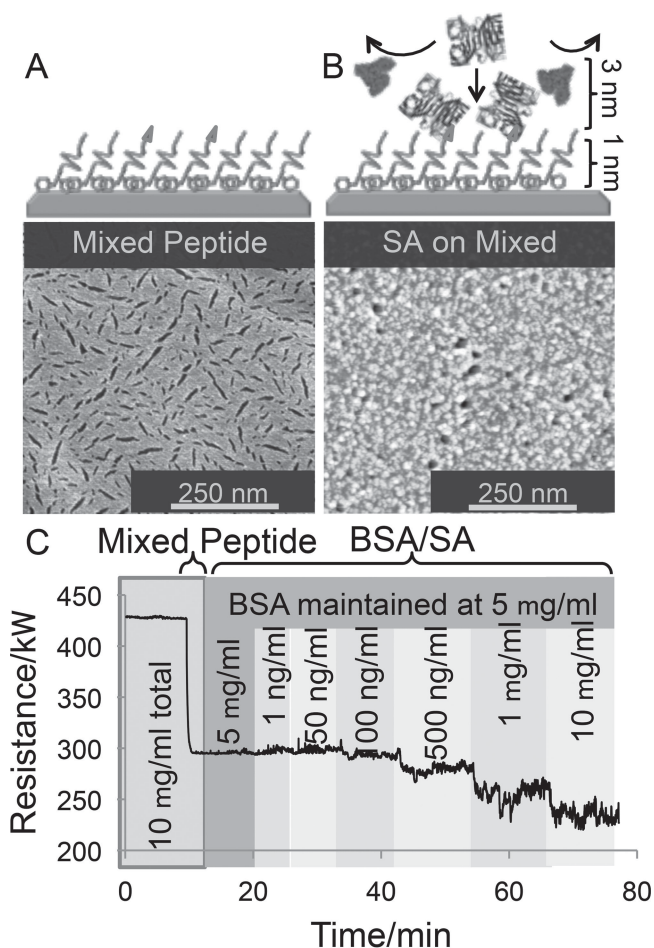 A
B
3 nm
1 nm
Mixed Peptide
SA on Mixed
250 nm
250 nm
C
Mixed Peptide
BSA/SA
BSA maintained at 5 mg/ml
450
400
350
300
250
200
Resistance/kW
10 mg/ml total
5 mg/ml
1 ng/ml
50 ng/ml
00 ng/ml
500 ng/ml
1 mg/ml
10 mg/ml
0
20
40
60
80
Time/min